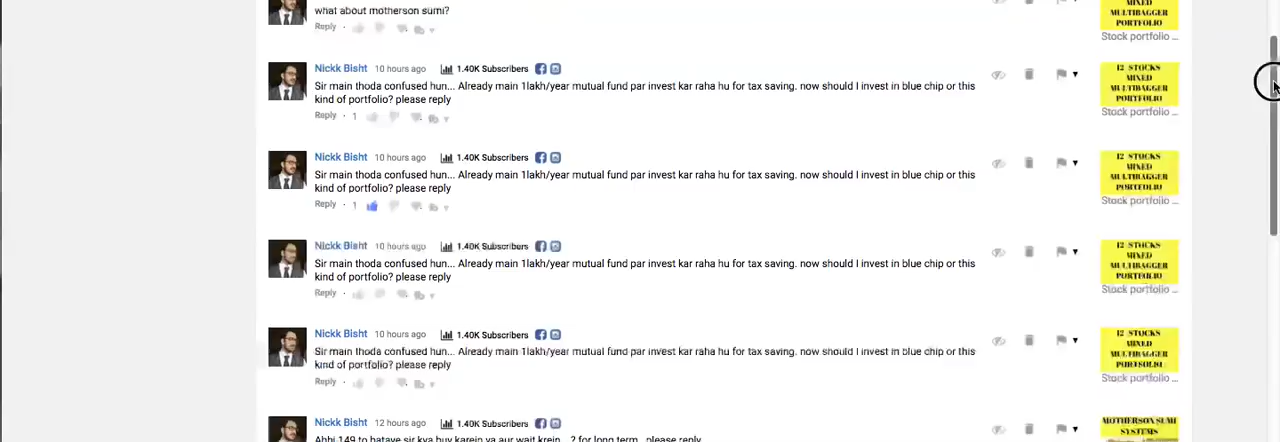 what about motherson sumi?
Reply
Stock portfolio ...
Nickk Bisht 10 hours ago 1.40K Subscribers
Sir main thoda confused hun... Already main 1lakh/year mutual fund par invest kar raha hu for tax saving. now should I invest in blue chip or this
kind of portfolio? please reply
Reply · 1
12 STOCKS
MIXED
MULTIBAGGER
PORTFOLIO
Stock portfolio ...
Nickk Bisht 10 hours ago 1.40K Subscribers
Sir main thoda confused hun... Already main 1lakh/year mutual fund par invest kar raha hu for tax saving. now should I invest in blue chip or this
kind of portfolio? please reply
Reply · 1
12 STOCKS
MIXED
MULTIBAGGER
PORTFOLIO
Stock portfolio ...
Nickk Bisht 10 hours ago 1.40K Subscribers
Sir main thoda confused hun... Already main 1lakh/year mutual fund par invest kar raha hu for tax saving. now should I invest in blue chip or this
kind of portfolio? please reply
Reply ·
12 STOCKS
MIXED
MULTIBAGGER
PORTFOLIO
Stock portfolio ...
Nickk Bisht 10 hours ago 1.40K Subscribers
Sir main thoda confused hun... Already main 1lakh/year mutual fund par invest kar raha hu for tax saving. now should I invest in blue chip or this
kind of portfolio? please reply
Reply ·
12 STOCKS
MIXED
MULTIBAGGER
PORTFOLIO
Stock portfolio ...
Nickk Bisht 12 hours ago 1.40K Subscribers
Abhi 149 to bataye sir kya buy karein ya aur wait krein...? for long term.. please reply
MOTHERSON SUMI
SYSTEMS